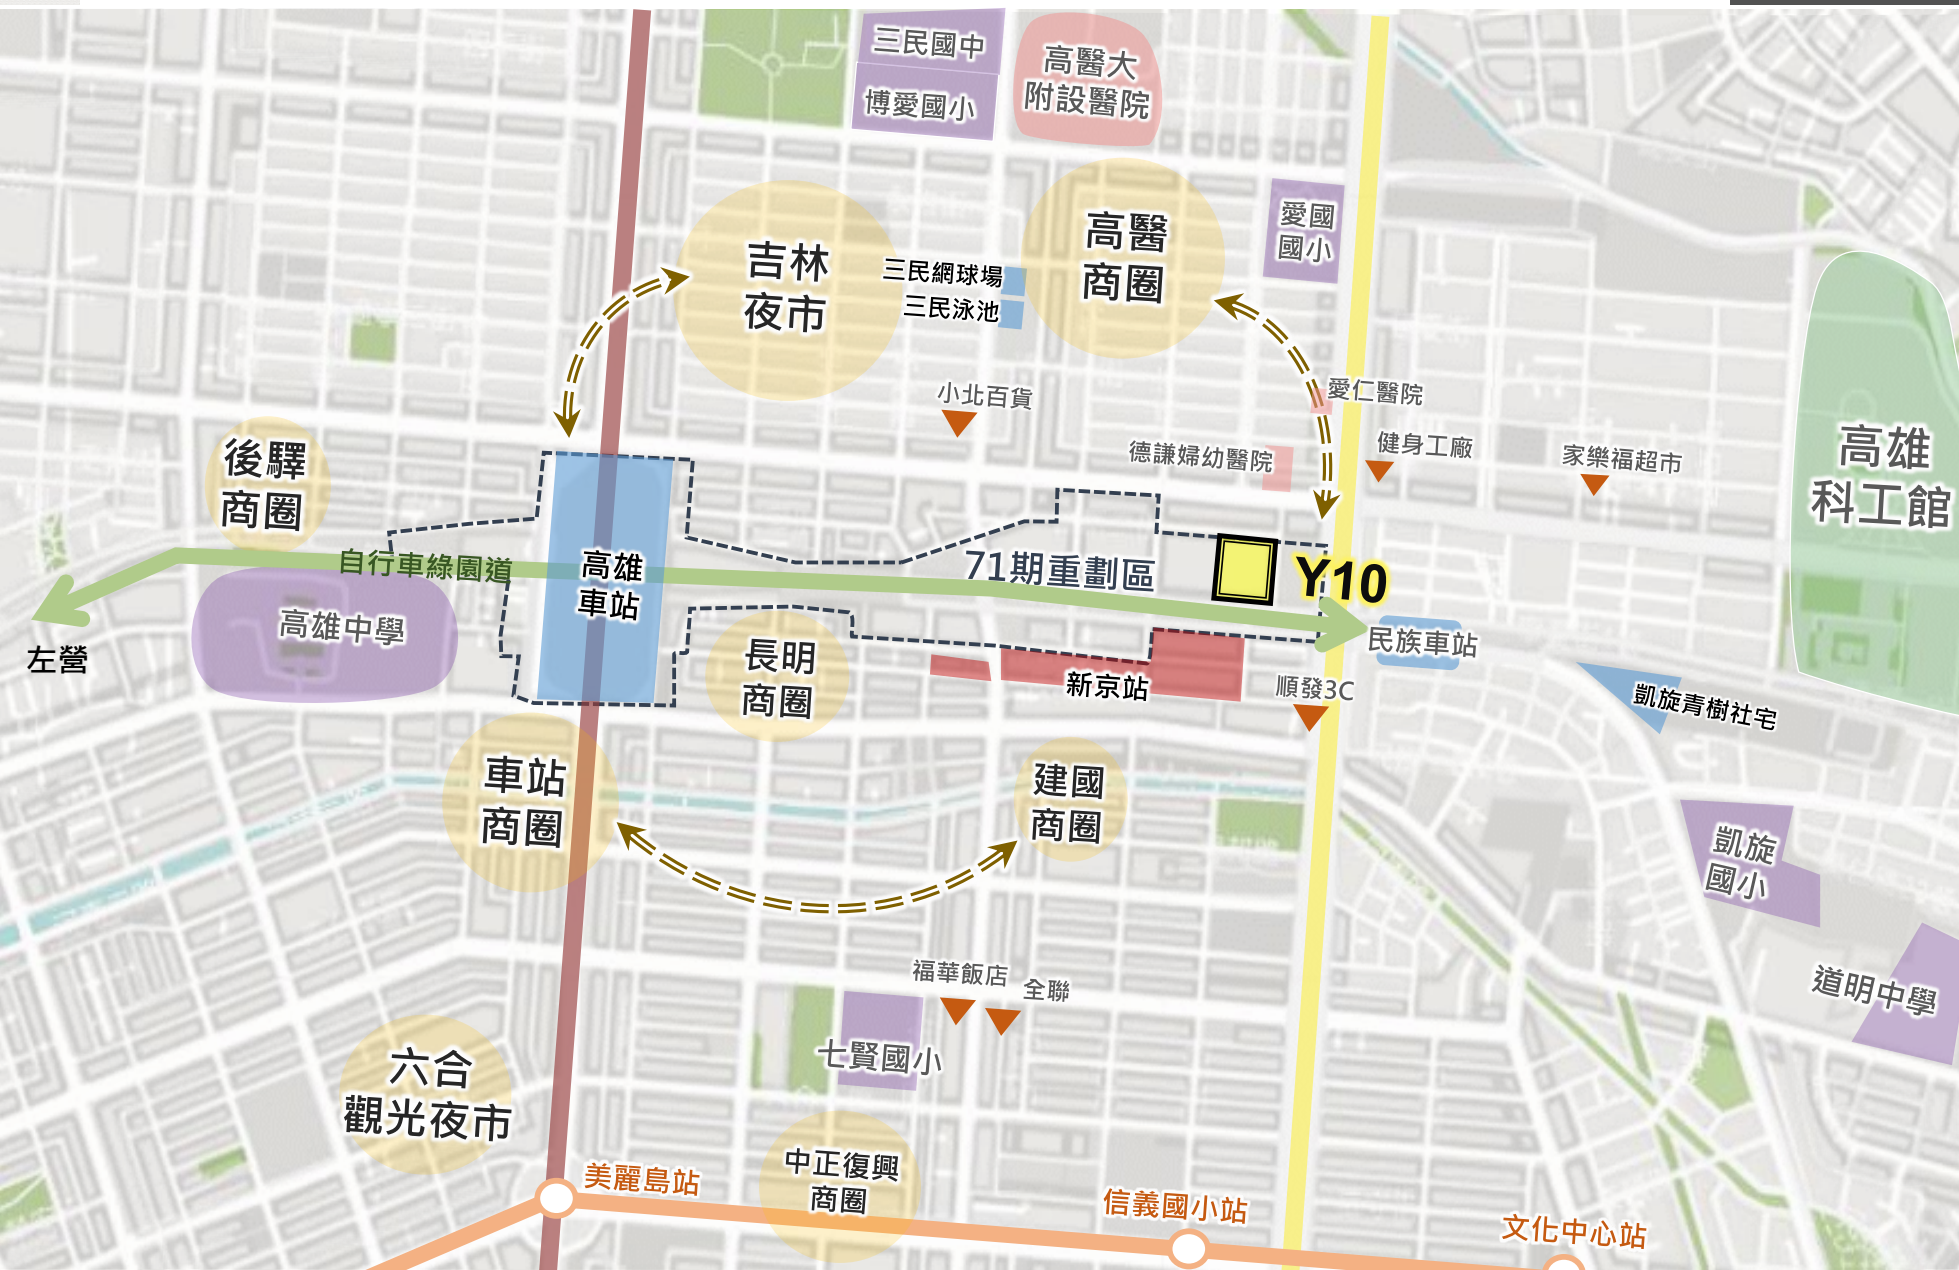 三民國中
博愛國小
高醫大
附設醫院
愛國
國小
高醫
商圈
吉林
夜市
三民網球場
三民泳池
小北百貨
愛仁醫院
健身工廠
家樂福超市
德謙婦幼醫院
高雄
科工館
後驛
商圈
自行車綠園道
高雄
車站
71期重劃區
Y10
高雄中學
左營
民族車站
長明
商圈
新京站
順發3C
凱旋青樹社宅
車站
商圈
建國
商圈
凱旋
國小
福華飯店
全聯
道明中學
七賢國小
六合
觀光夜市
中正復興
商圈
美麗島站
信義國小站
文化中心站